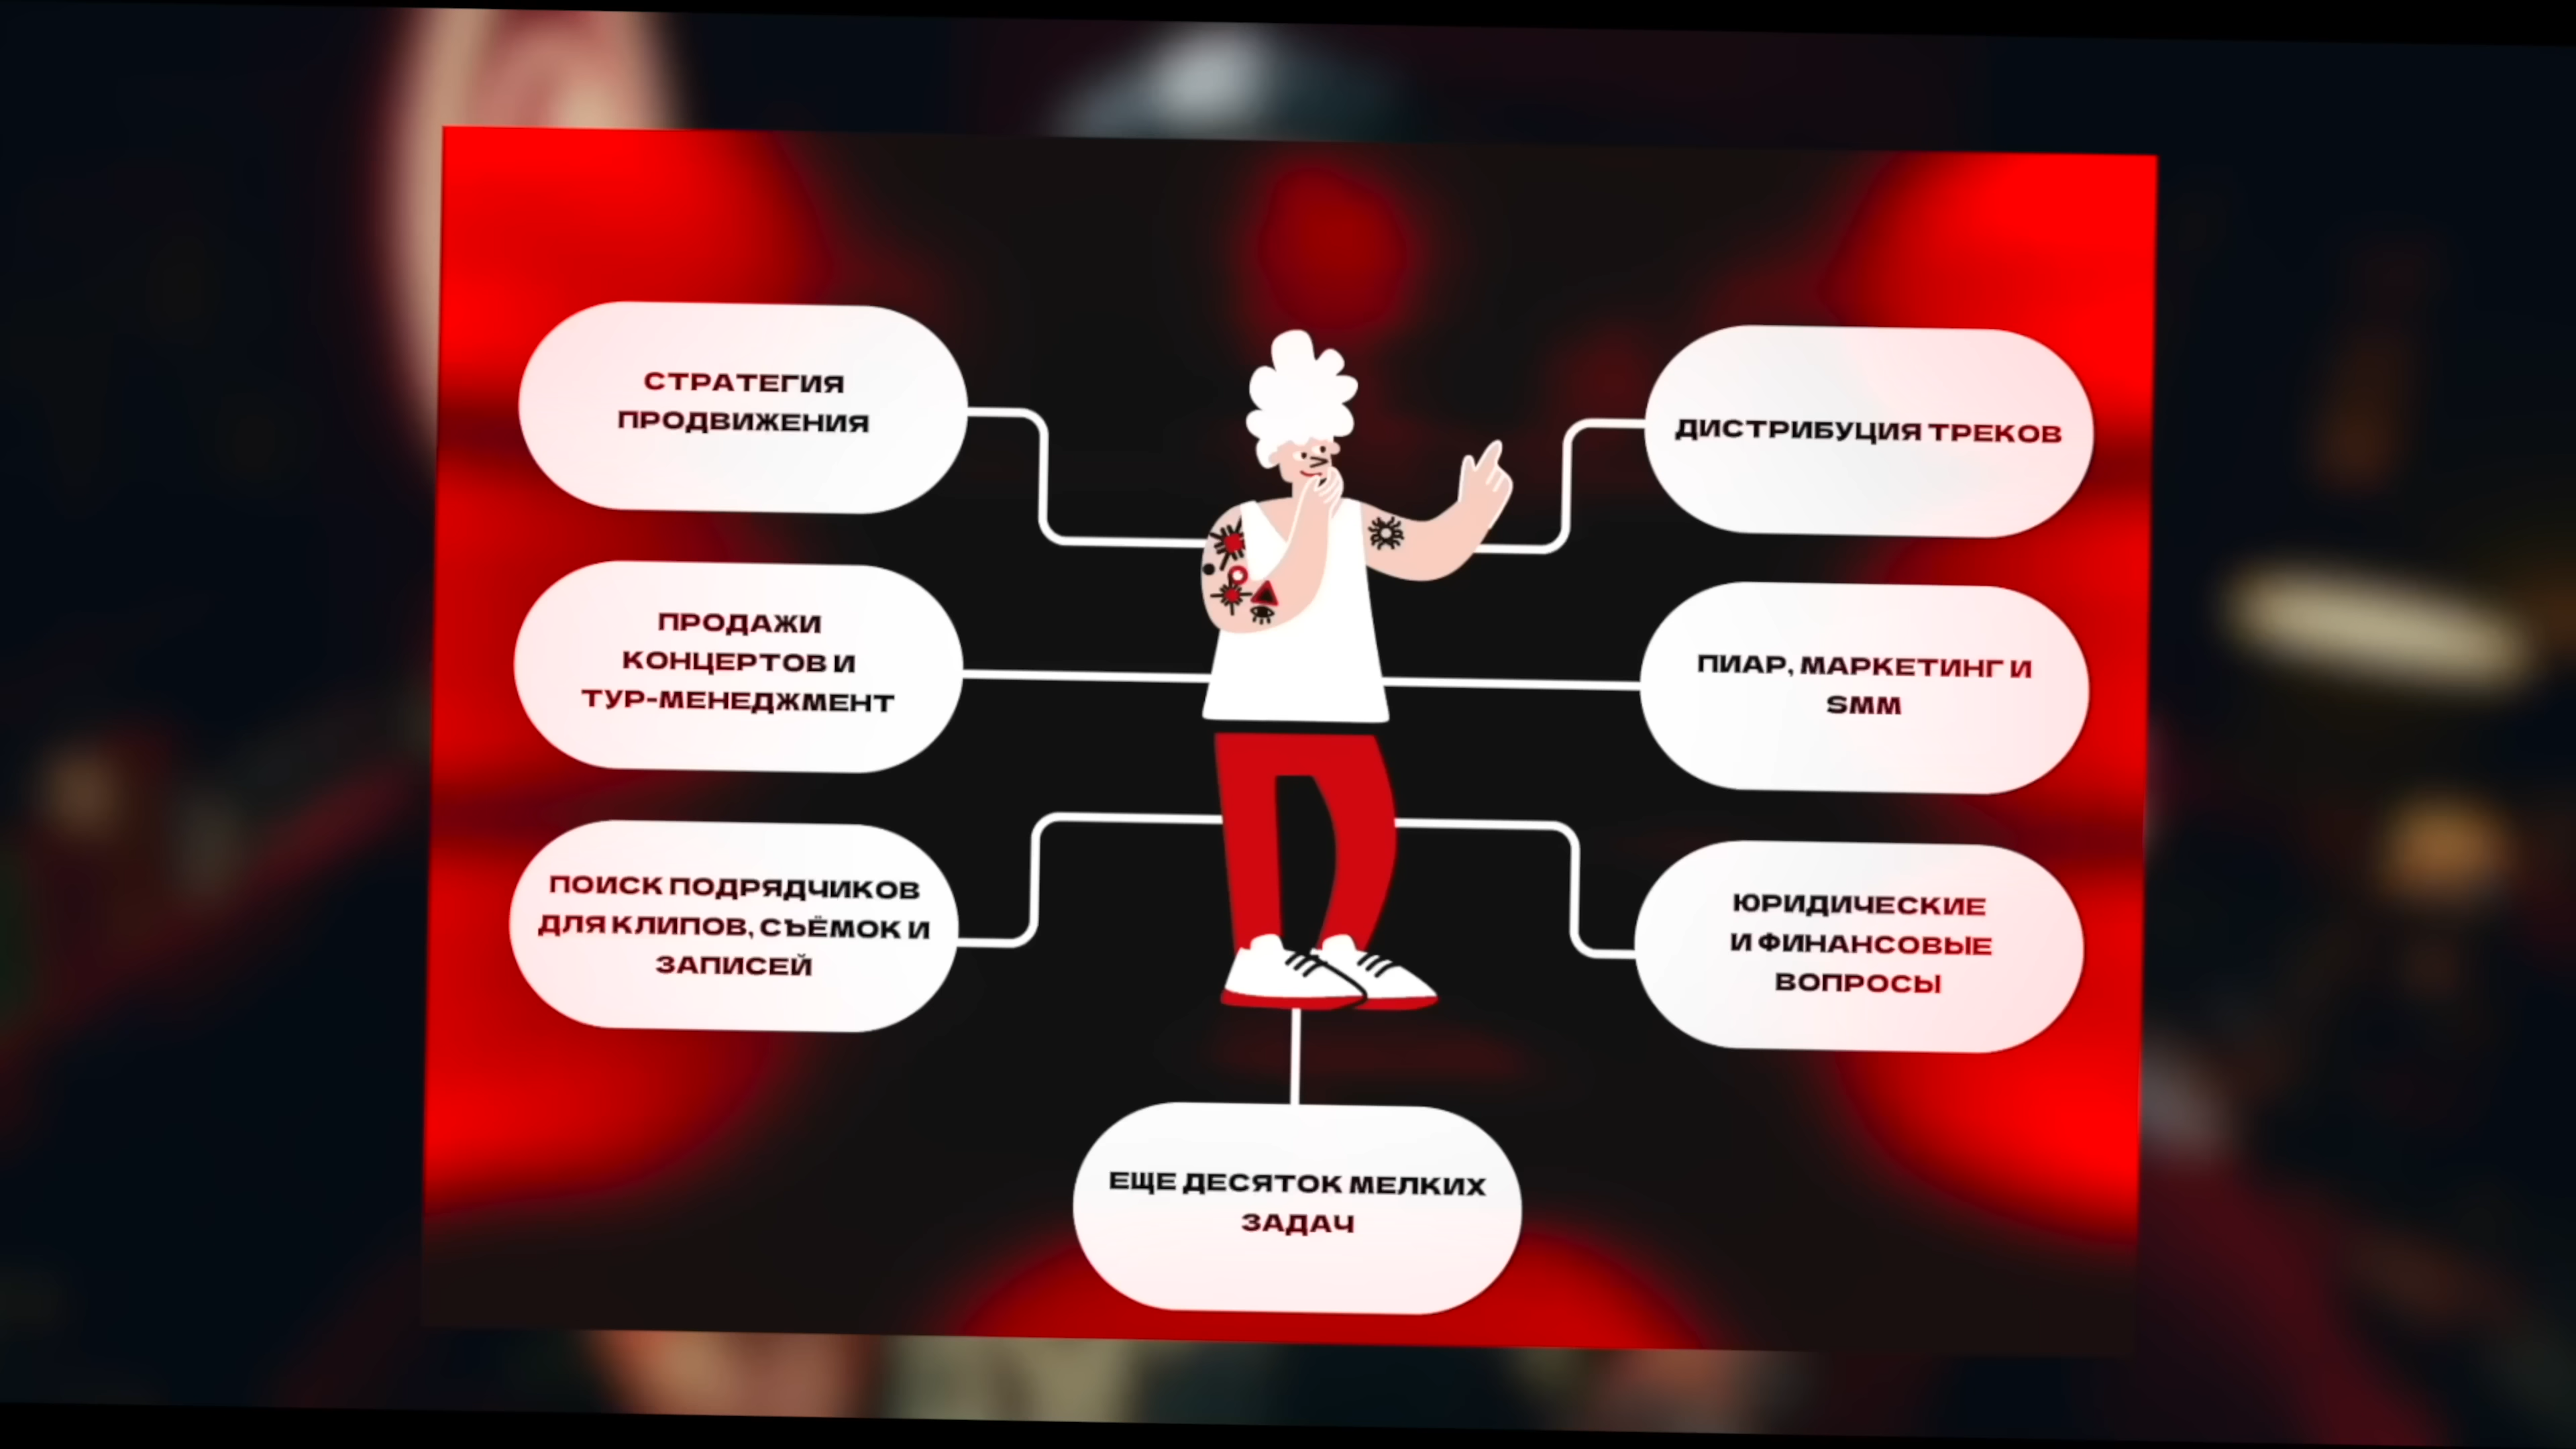 СТРАТЕГИЯ
ПРОДВИЖЕНИЯ
ДИСТРИБУЦИЯ ТРЕКОВ
ПРОДАЖИ
КОНЦЕРТОВ И
ТУР-МЕНЕДЖМЕНТ
ПИАР, МАРКЕТИНГ И
SMM
ПОИСК ПОДРЯДЧИКОВ
ДЛЯ КЛИПОВ, СЪЁМОК И
ЗАПИСЕЙ
ЮРИДИЧЕСКИЕ
И ФИНАНСОВЫЕ
ВОПРОСЫ
ЕЩЕ ДЕСЯТОК МЕЛКИХ
ЗАДАЧ